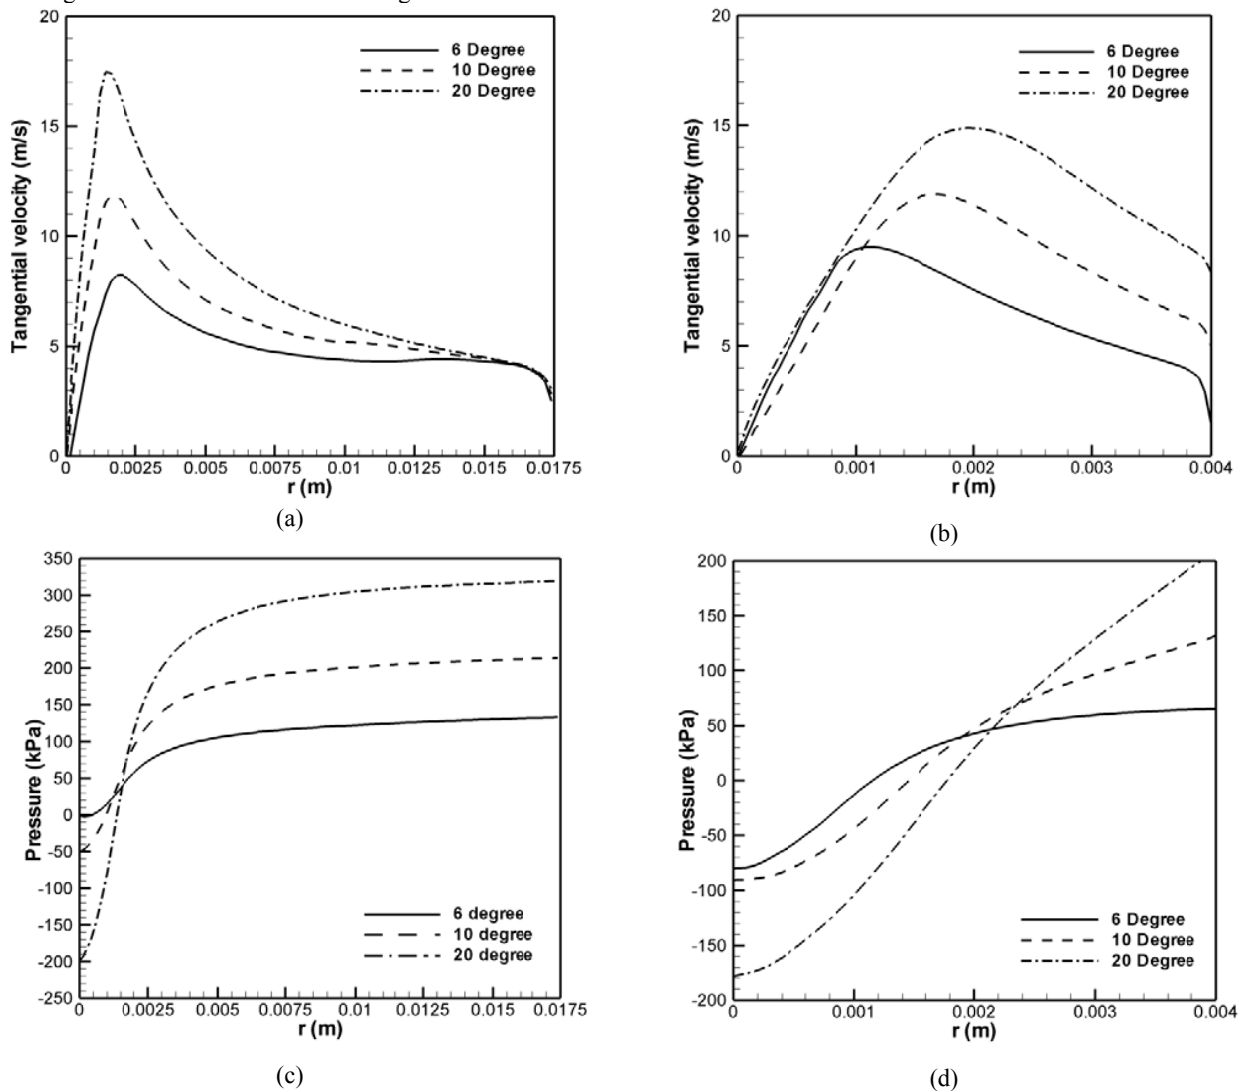 20
15
10
5
0
Tangential velocity (m/s)
6 Degree
10 Degree
20 Degree
0 0.0025 0.005 0.0075 0.01 0.0125 0.015 0.0175
r (m)
(a)
20
15
10
5
0
Tangential velocity (m/s)
6 Degree
10 Degree
20 Degree
0 0.001 0.002 0.003 0.004
r (m)
(b)
350
300
250
200
150
100
50
0
-50
-100
-150
-200
-250
Pressure (kPa)
6 degree
10 degree
20 degree
0 0.0025 0.005 0.0075 0.01 0.0125 0.015 0.0175
r (m)
(c)
200
150
100
50
0
-50
-100
-150
-200
Pressure (kPa)
6 Degree
10 Degree
20 Degree
0 0.001 0.002 0.003 0.004
r (m)
(d)